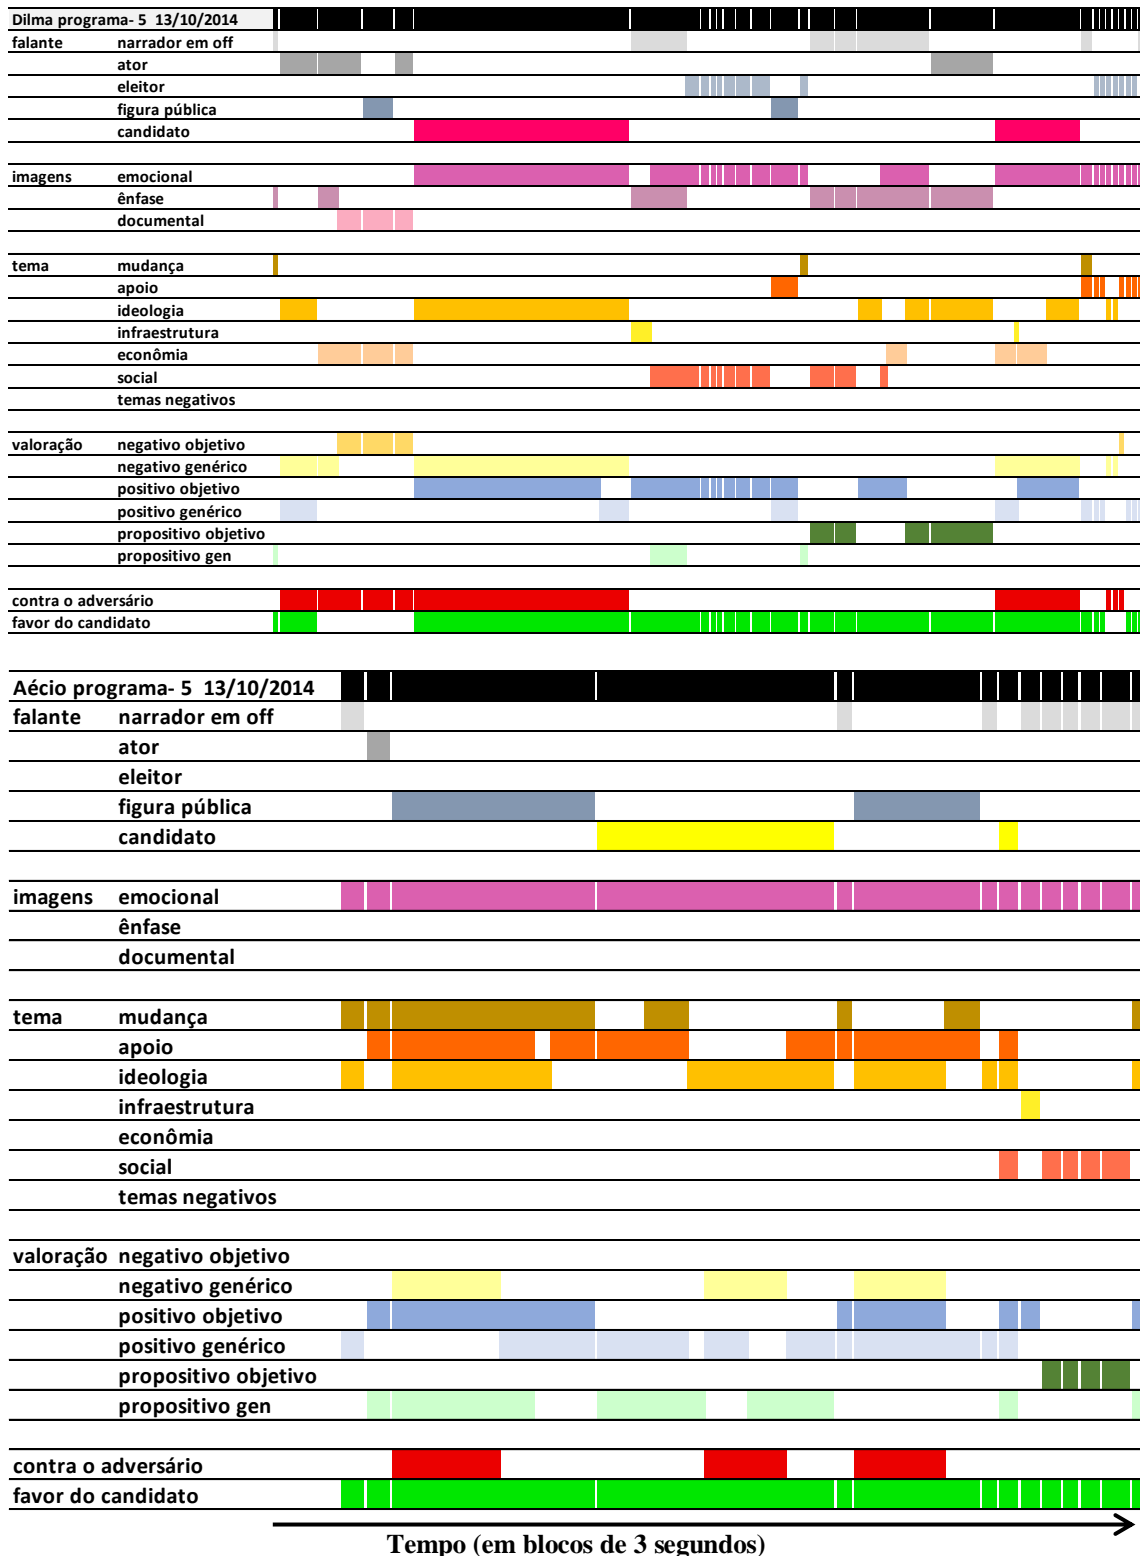 Dilma programa- 5 13/10/2014
falante narrador em off
ator
eleitor
figura pública
candidato
imagens emocional
ênfase
documental
tema mudança
apoio
ideologia
infraestrutura
econômia
social
temas negativos
valoração negativo objetivo
negativo genérico
positivo objetivo
positivo genérico
propositivo objetivo
propositivo gen
contra o adversário
favor do candidato
Aécio programa- 5 13/10/2014
falante narrador em off
ator
eleitor
figura pública
candidato
imagens emocional
ênfase
documental
tema mudança
apoio
ideologia
infraestrutura
econômia
social
temas negativos
valoração negativo objetivo
negativo genérico
positivo objetivo
positivo genérico
propositivo objetivo
propositivo gen
contra o adversário
favor do candidato
Tempo (em blocos de 3 segundos)